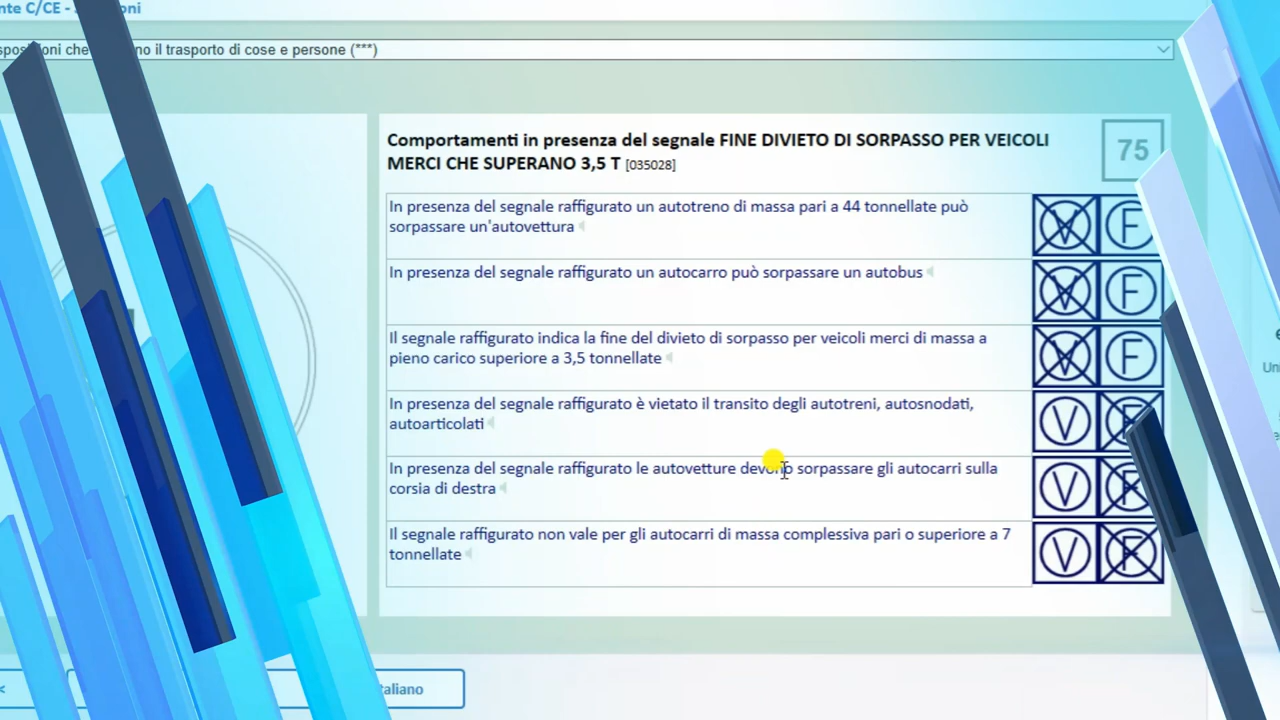 nte C/CE - oni
oni che no il trasporto di cose e persone (***)
Comportamenti in presenza del segnale FINE DIVIETO DI SORPASSO PER VEICOLI
MERCI CHE SUPERANO 3,5 T [035028]
75
In presenza del segnale raffigurato un autotreno di massa pari a 44 tonnellate può
sorpassare un'autovettura
V F
In presenza del segnale raffigurato un autocarro può sorpassare un autobus
V F
Il segnale raffigurato indica la fine del divieto di sorpasso per veicoli merci di massa a
pieno carico superiore a 3,5 tonnellate
V F
In presenza del segnale raffigurato è vietato il transito degli autotreni, autosnodati,
autoarticolati
V F
In presenza del segnale raffigurato le autovetture devono sorpassare gli autocarri sulla
corsia di destra
V F
Il segnale raffigurato non vale per gli autocarri di massa complessiva pari o superiore a 7
tonnellate
V F
Un
<
taliano